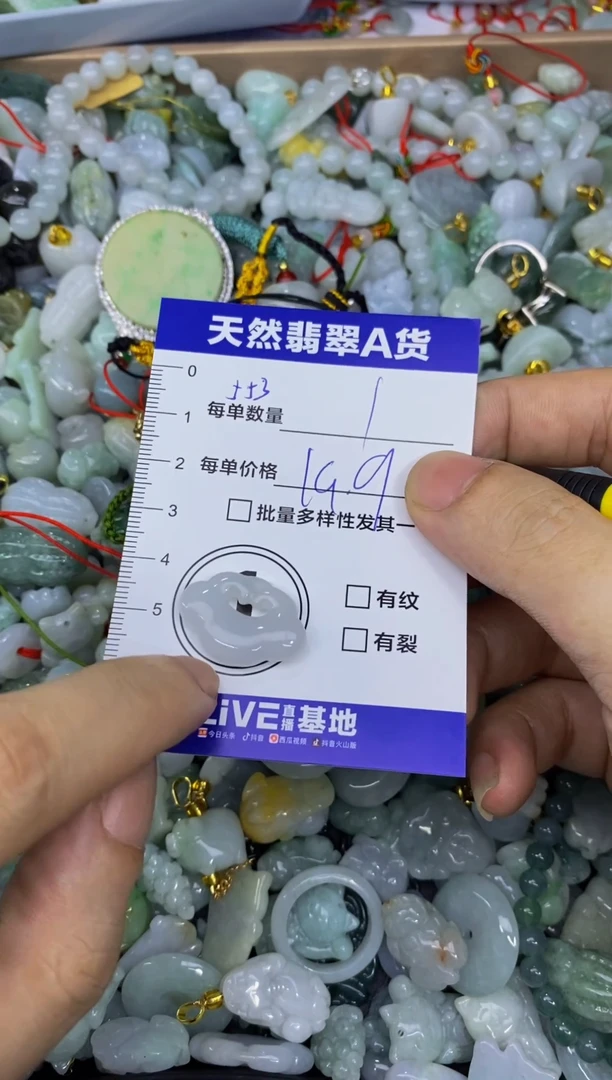 天然翡翠A货
0
1
2
3
4
5
++3
每单数量 1
每单价格 19.9
批量多样性发其一
有纹
有裂
LiVE直播基地
今日头条 抖音 西瓜视频 抖音火山版